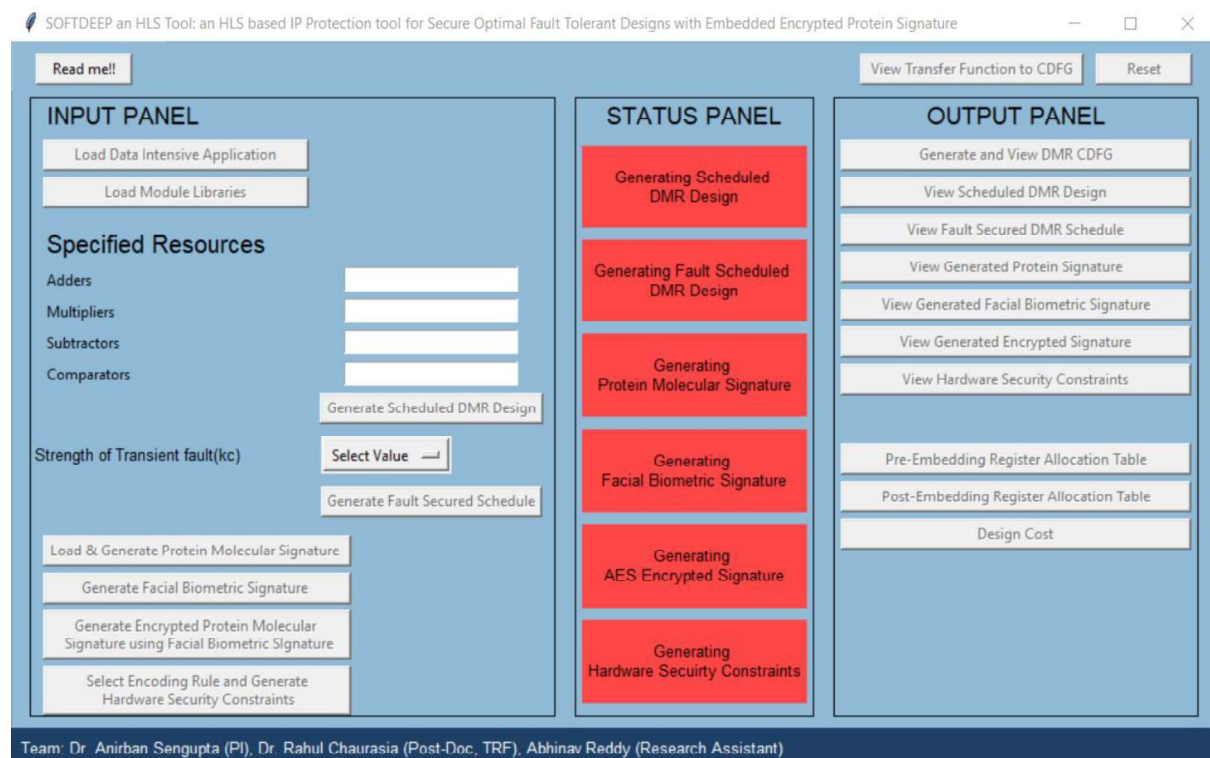 SOFTDEEP an HLS Tool: an HLS based IP Protection tool for Secure Optimal Fault Tolerant Designs with Embedded Encrypted Protein Signature
Read me!!
View Transfer Function to CDFG
Reset
INPUT PANEL
Load Data Intensive Application
Load Module Libraries
Specified Resources
Adders
Multipliers
Subtractors
Comparators
Generate Scheduled DMR Design
Strength of Transient fault(kc)
Select Value
Generate Fault Secured Schedule
Load & Generate Protein Molecular Signature
Generate Facial Biometric Signature
Generate Encrypted Protein Molecular
Signature using Facial Biometric SIgnature
Select Encoding Rule and Generate
Hardware Security Constraints
STATUS PANEL
Generating Scheduled
DMR Design
Generating Fault Scheduled
DMR Design
Generating
Protein Molecular Signature
Generating
Facial Biometric Signature
Generating
AES Encrypted Signature
Generating
Hardware Secuirty Constraints
OUTPUT PANEL
Generate and View DMR CDFG
View Scheduled DMR Design
View Fault Secured DMR Schedule
View Generated Protein Signature
View Generated Facial Biometric Signature
View Generated Encrypted Signature
View Hardware Security Constraints
Pre-Embedding Register Allocation Table
Post-Embedding Register Allocation Table
Design Cost
Team: Dr. Anirban Sengupta (PI), Dr. Rahul Chaurasia (Post-Doc, TRF), Abhinav Reddy (Research Assistant)